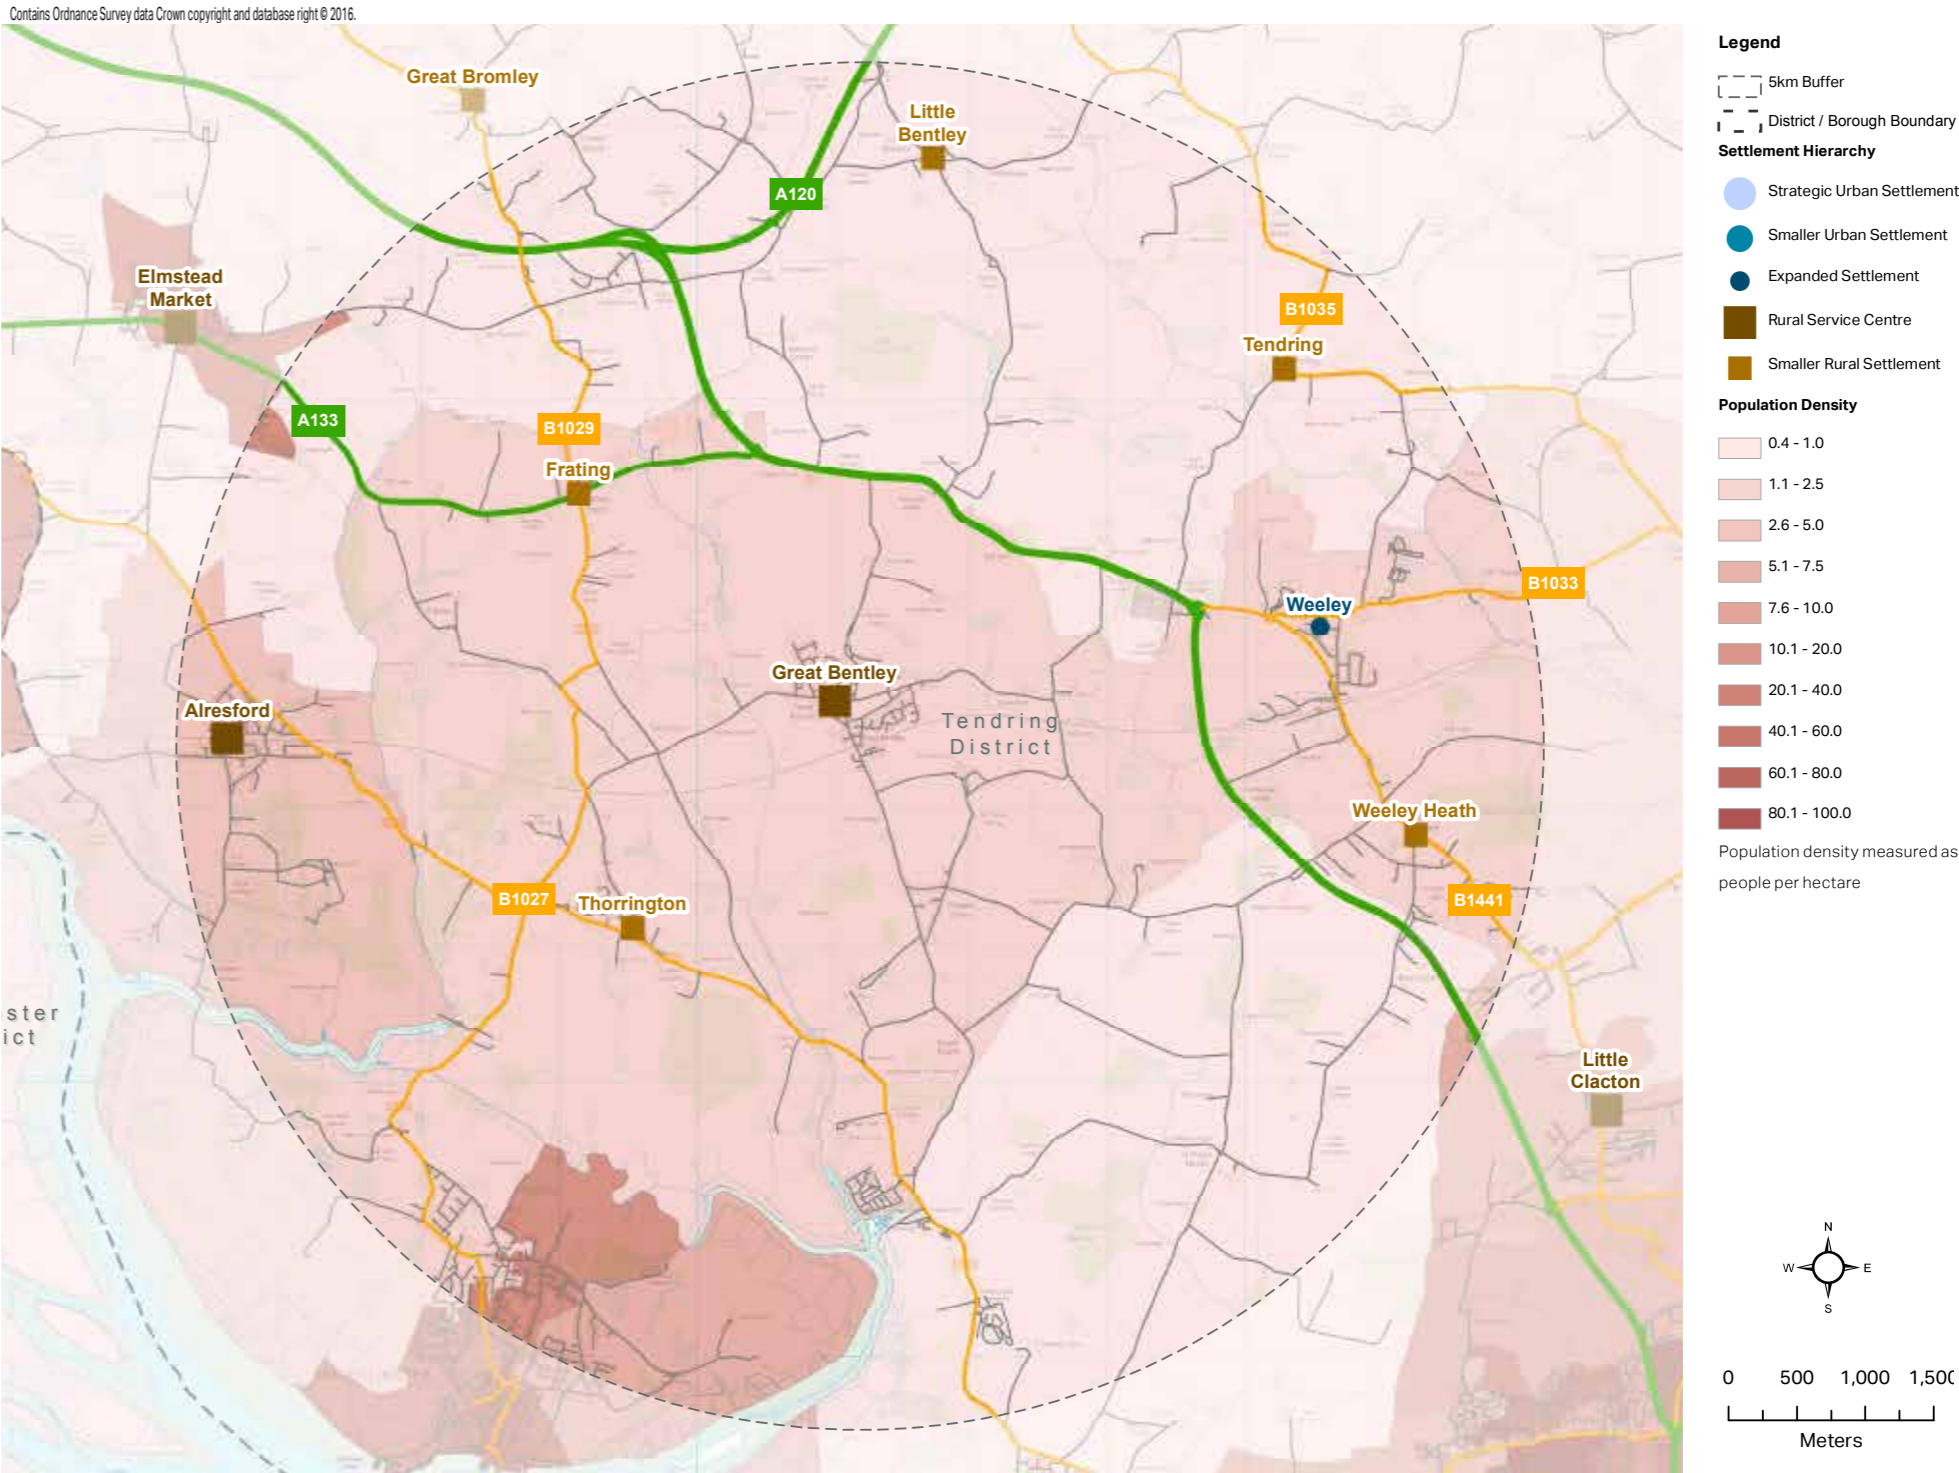 Contains Ordnance Survey data Crown copyright and database right © 2016.
Great Bromley
Little
Bentley
A120
Elmstead
Market
B1035
Tendring
A133
B1029
Frating
Weeley
B1033
Great Bentley
Alresford
Tendring
District
Weeley Heath
B1027
Thorrington
B1441
ster
ict
Little
Clacton
Legend
5km Buffer
District / Borough Boundary
Settlement Hierarchy
Strategic Urban Settlement
Smaller Urban Settlement
Expanded Settlement
Rural Service Centre
Smaller Rural Settlement
Population Density
0.4 - 1.0
1.1 - 2.5
2.6 - 5.0
5.1 - 7.5
7.6 - 10.0
10.1 - 20.0
20.1 - 40.0
40.1 - 60.0
60.1 - 80.0
80.1 - 100.0
Population density measured as
people per hectare
N
W E
S
0 500 1,000 1,500
Meters